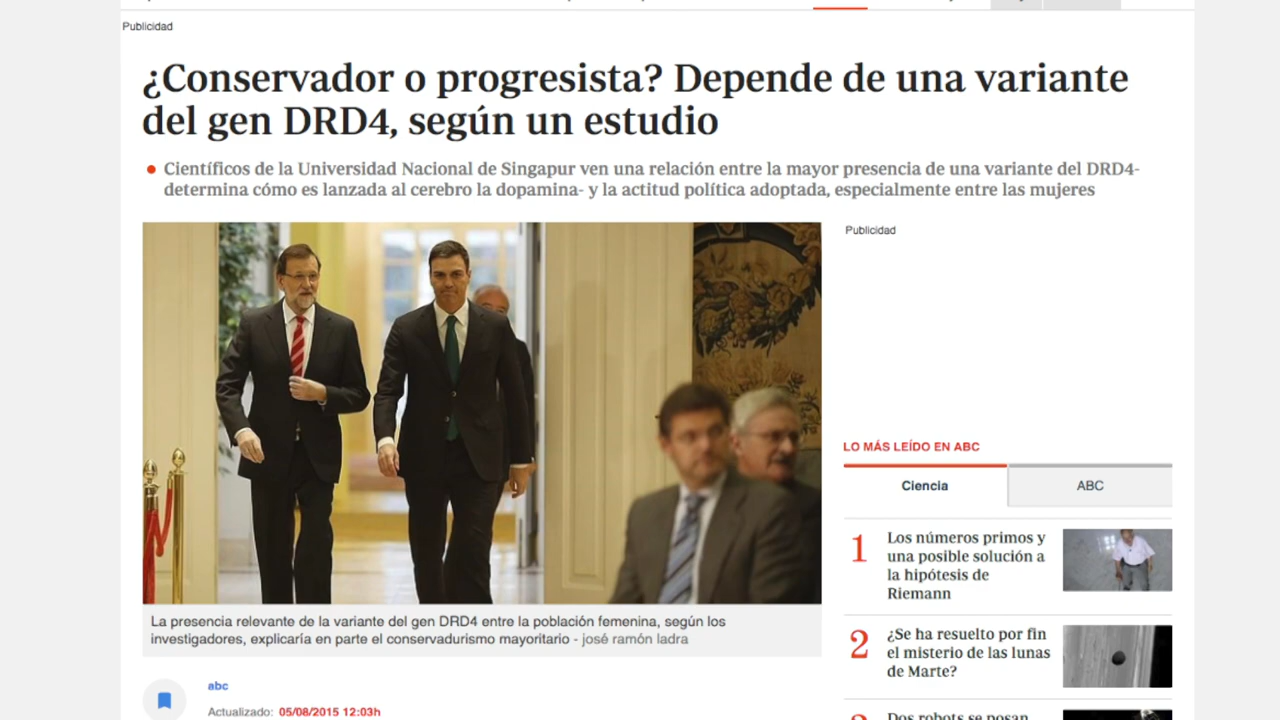 Publicidad
¿Conservador o progresista? Depende de una variante
del gen DRD4, según un estudio
Científicos de la Universidad Nacional de Singapur ven una relación entre la mayor presencia de una variante del DRD4-
determina cómo es lanzada al cerebro la dopamina- y la actitud política adoptada, especialmente entre las mujeres
Publicidad
La presencia relevante de la variante del gen DRD4 entre la población femenina, según los
investigadores, explicaría en parte el conservadurismo mayoritario - josé ramón ladra
abc
Actualizado: 05/08/2015 12:03h
LO MÁS LEÍDO EN ABC
Ciencia
ABC
1
Los números primos y
una posible solución a
la hipótesis de
Riemann
2
¿Se ha resuelto por fin
el misterio de las lunas
de Marte?
Dos robots se posan